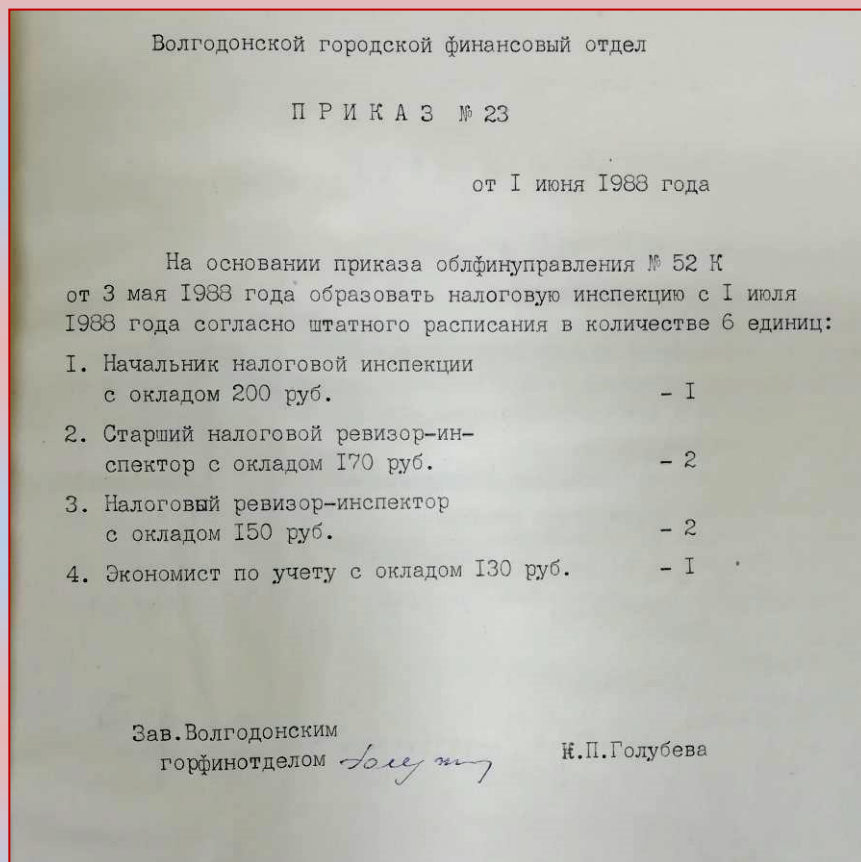 Волгодонской городской финансовый отдел
П Р И К А З № 23
от I июня I988 года
На основании приказа облфинуправления № 52 К
от 3 мая I988 года образовать налоговую инспекцию с I июля
I988 года согласно штатного расписания в количестве 6 единиц:
I. Начальник налоговой инспекции
с окладом 200 руб. - I
2. Старший налоговой ревизор-ин-
спектор с окладом I70 руб. - 2
3. Налоговый ревизор-инспектор
с окладом I50 руб. - 2
4. Экономист по учету с окладом I30 руб. - I
Зав.Волгодонским
горфинотделом П.Голубева